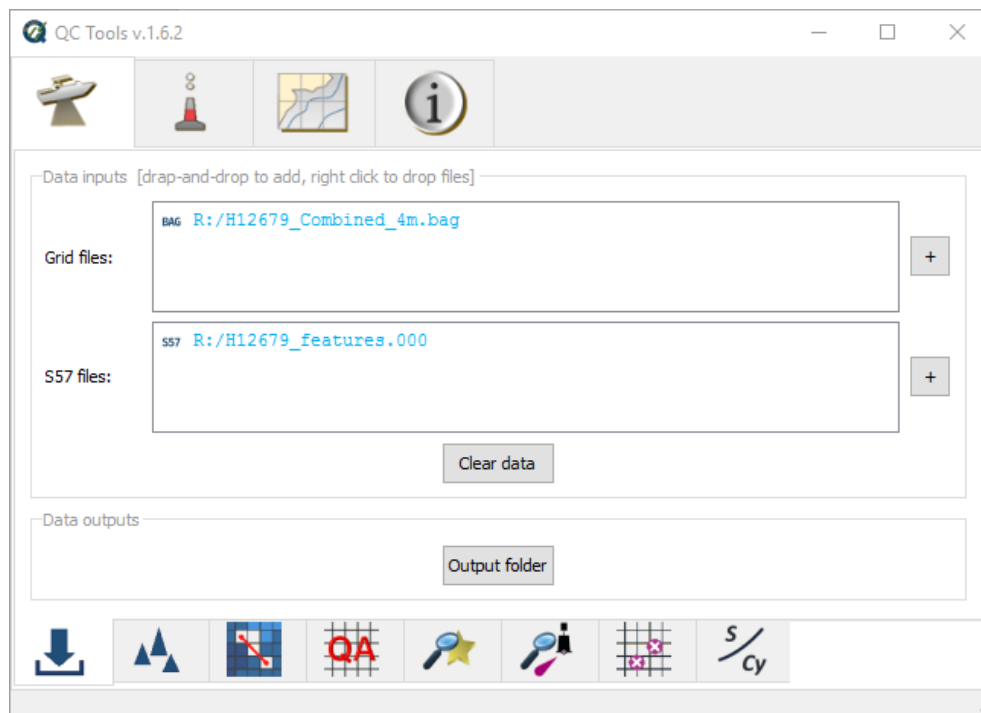 QC Tools v.1.6.2
i
Data inputs [drap-and-drop to add, right click to drop files]
Grid files:
BAG R:/H12679_Combined_4m.bag
+
S57 files:
S57 R:/H12679_features.000
+
Clear data
Data outputs
Output folder
QA
S/Cy